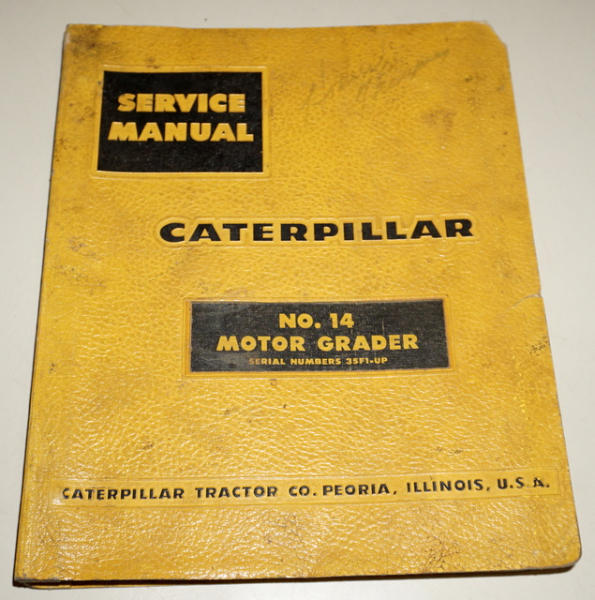 SERVICE
MANUAL
CATERPILLAR
NO. 14
MOTOR GRADER
SERIAL NUMBERS 35F1-UP
CATERPILLAR TRACTOR CO. PEORIA, ILLINOIS, U.S.A.